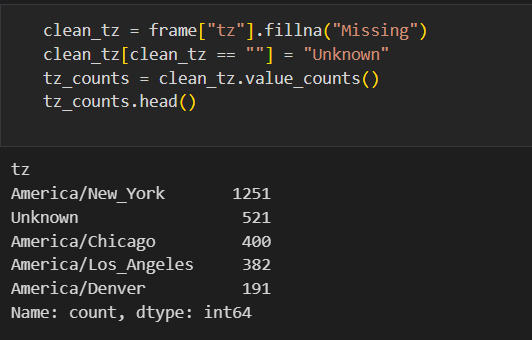 clean_tz = frame["tz"].fillna("Missing")
clean_tz[clean_tz == ""] = "Unknown"
tz_counts = clean_tz.value_counts()
tz_counts.head()
tz
America/New_York       1251
Unknown                 521
America/Chicago         400
America/Los_Angeles     382
America/Denver          191
Name: count, dtype: int64